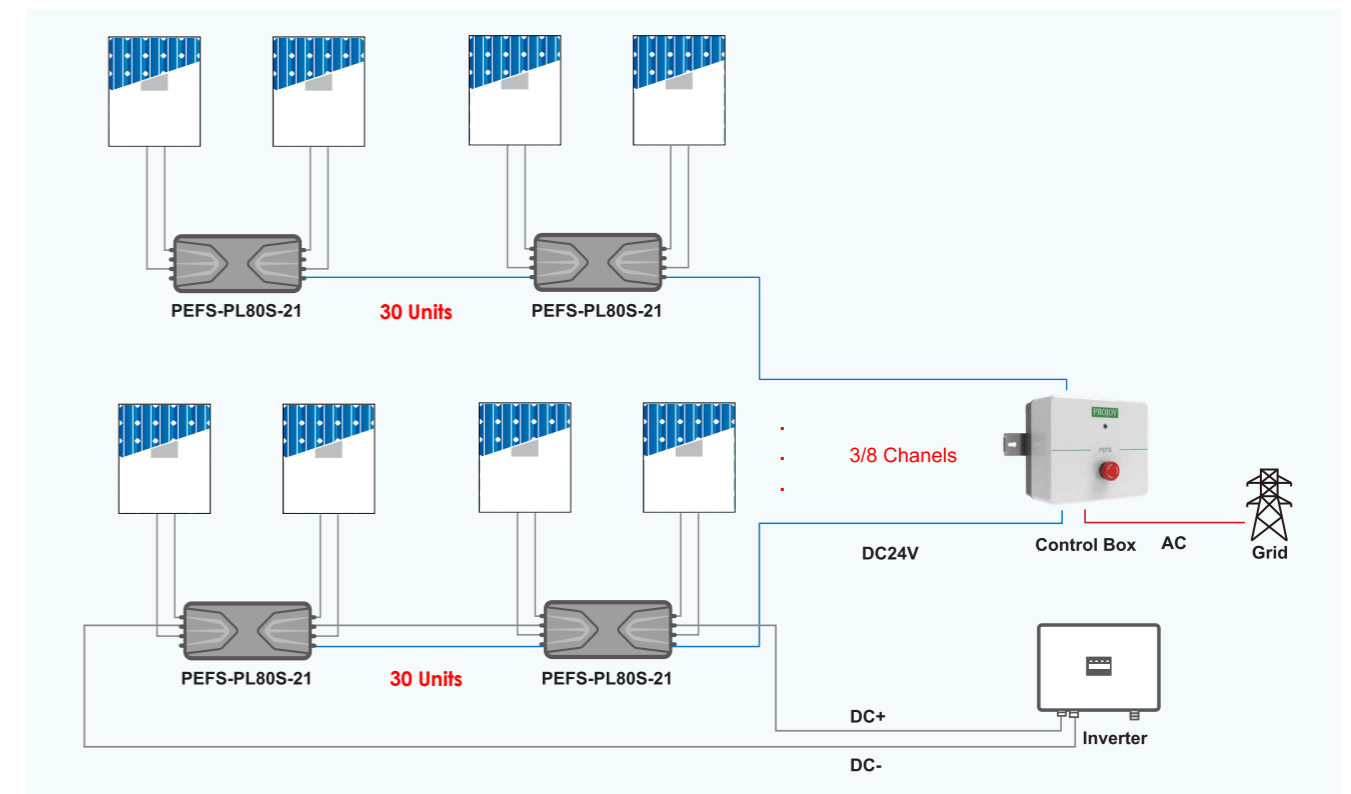 PEFS-PL80S-21
30 Units
PEFS-PL80S-21
PROJOY
PEFS
3/8 Chanels
DC24V
Control Box
AC
Grid
PEFS-PL80S-21
30 Units
PEFS-PL80S-21
DC+
Inverter
DC-